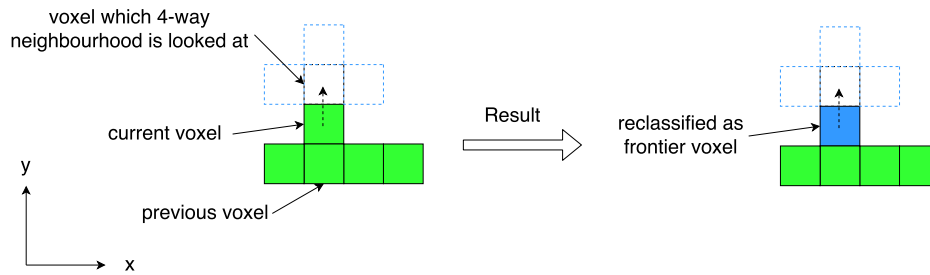 voxel which 4-way
neighbourhood is looked at
current voxel
previous voxel
y
x
Result
reclassified as
frontier voxel